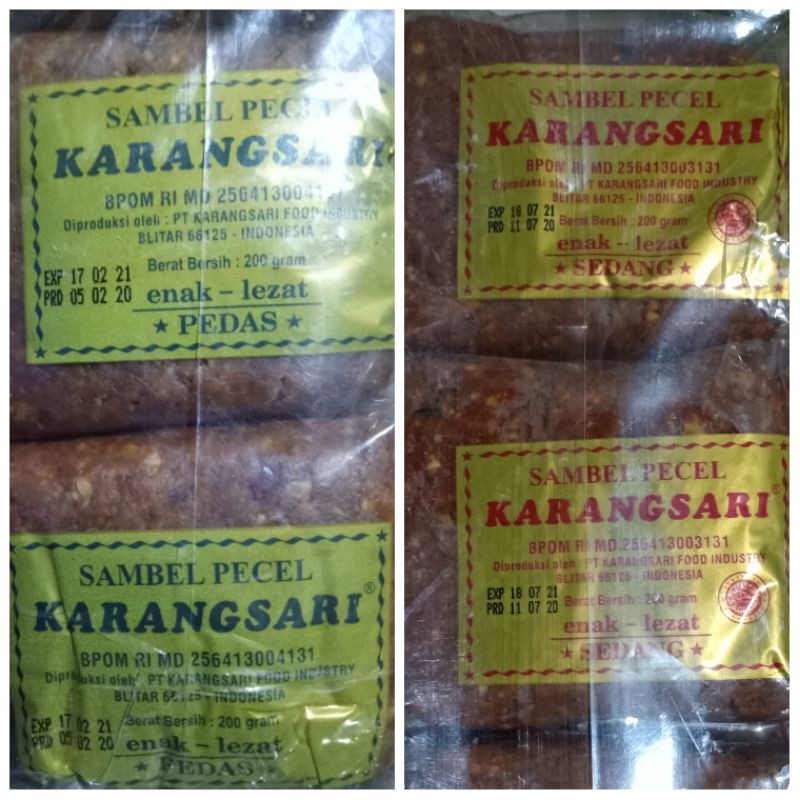 SAMBEL PECEL
KARANGSARI
BPOM RI MD 256413004131
Diproduksi oleh : PT KARANGSARI FOOD INDUSTRY
BLITAR 66125 - INDONESIA
Berat Bersih : 200 gram
EXP 17 02 21
PRD 05 02 20
enak - lezat
★ PEDAS ★
SAMBEL PECEL
KARANGSARI®
BPOM RI MD 256413004131
Diproduksi oleh PT KARANGSARI FOOD INDUSTRY
BLITAR 66125 - INDONESIA
Berat Bersih : 200 gram
EXP 17 02 21
PRD 05 02 20
enak - lezat
★ PEDAS ★
SAMBEL PECEL
KARANGSARI®
BPOM RI MD 256413003131
Diproduksi oleh : PT KARANGSARI FOOD INDUSTRY
BLITAR 66125 - INDONESIA
EXP 18 07 21
PRD 11 07 20
Berat Bersih : 200 gram
enak - lezat
★ SEDANG ★
SAMBEL PECEL
KARANGSARI®
BPOM RI MD 256413003131
Diproduksi oleh PT KARANGSARI FOOD INDUSTRY
BLITAR 66125 - INDONESIA
EXP 18 07 21
PRD 11 07 20
Berat Bersih : 200 gram
enak - lezat
★ SEDANG ★